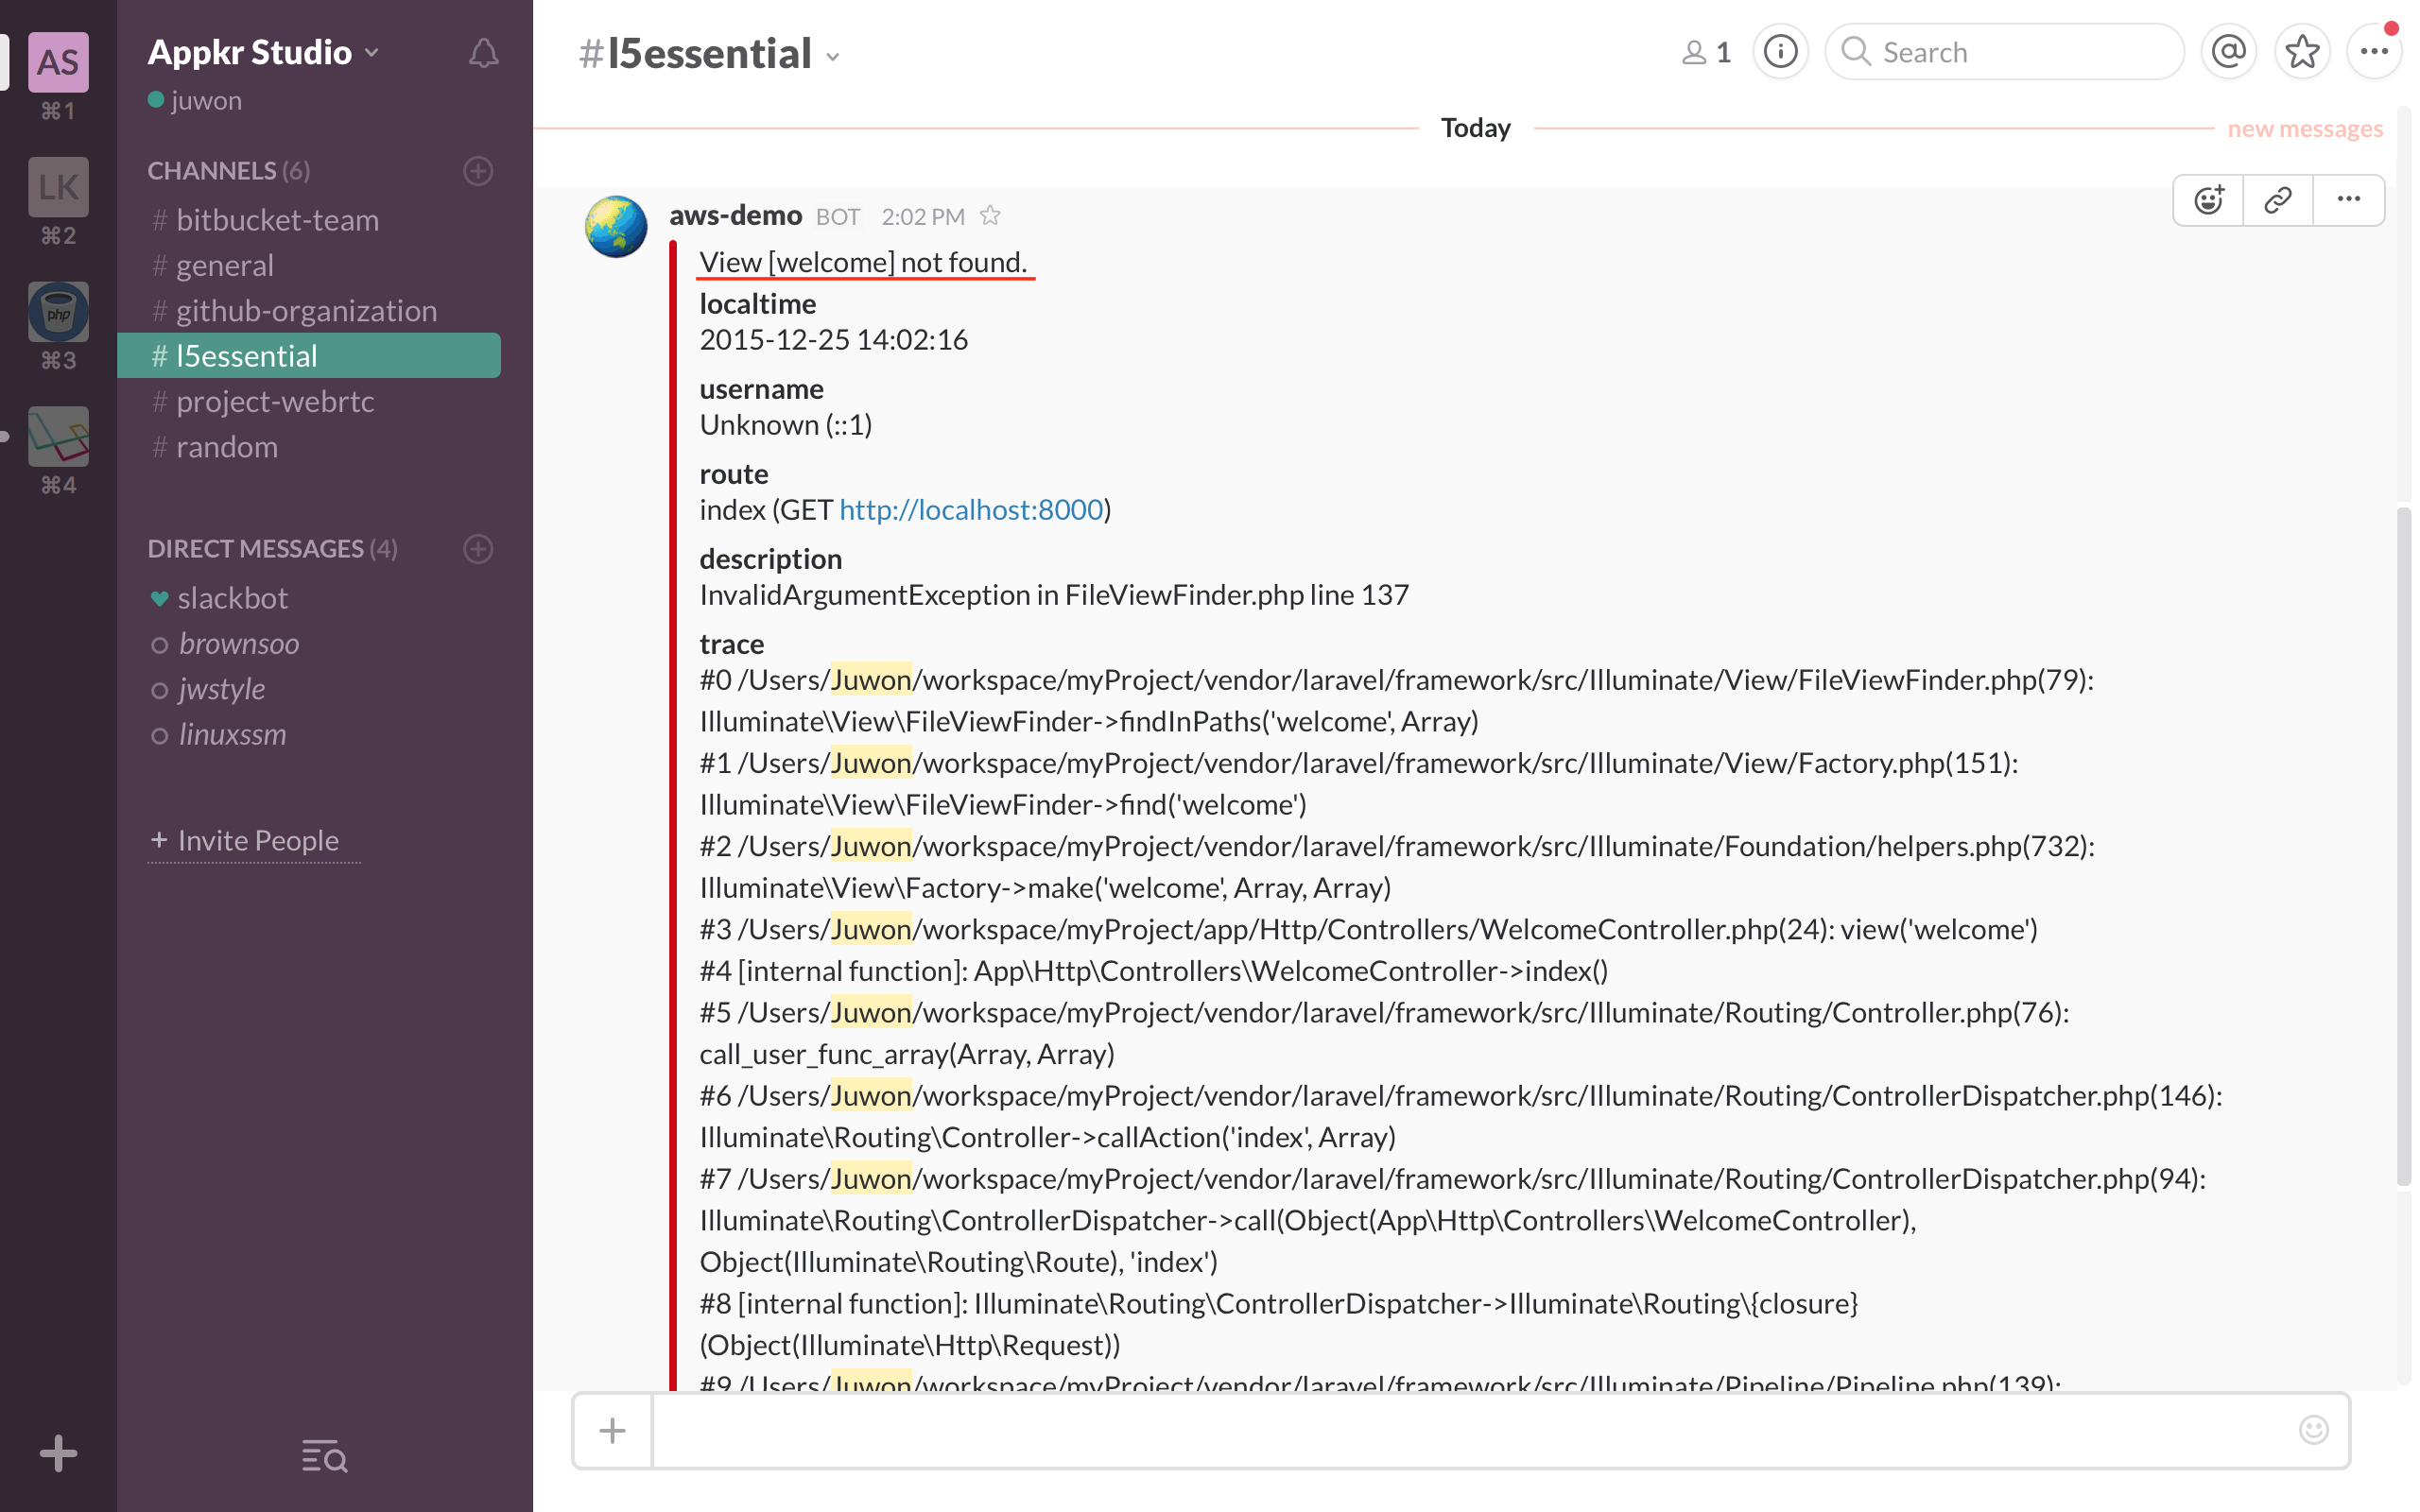 AS
⌘1
LK
⌘2
php
⌘3
⌘4
Appkr Studio
juwon
CHANNELS (6)
# bitbucket-team
# general
# github-organization
# l5essential
# project-webrtc
# random
DIRECT MESSAGES (4)
slackbot
brownsoo
jwstyle
linuxssm
+ Invite People
#l5essential
1
Search
Today
new messages
aws-demo BOT 2:02 PM
View [welcome] not found.
localtime
2015-12-25 14:02:16
username
Unknown (::1)
route
index (GET http://localhost:8000)
description
InvalidArgumentException in FileViewFinder.php line 137
trace
#0 /Users/Juwon/workspace/myProject/vendor/laravel/framework/src/Illuminate/View/FileViewFinder.php(79):
Illuminate\View\FileViewFinder->findInPaths('welcome', Array)
#1 /Users/Juwon/workspace/myProject/vendor/laravel/framework/src/Illuminate/View/Factory.php(151):
Illuminate\View\FileViewFinder->find('welcome')
#2 /Users/Juwon/workspace/myProject/vendor/laravel/framework/src/Illuminate/Foundation/helpers.php(732):
Illuminate\View\Factory->make('welcome', Array, Array)
#3 /Users/Juwon/workspace/myProject/app/Http/Controllers/WelcomeController.php(24): view('welcome')
#4 [internal function]: App\Http\Controllers\WelcomeController->index()
#5 /Users/Juwon/workspace/myProject/vendor/laravel/framework/src/Illuminate/Routing/Controller.php(76):
call_user_func_array(Array, Array)
#6 /Users/Juwon/workspace/myProject/vendor/laravel/framework/src/Illuminate/Routing/ControllerDispatcher.php(146):
Illuminate\Routing\Controller->callAction('index', Array)
#7 /Users/Juwon/workspace/myProject/vendor/laravel/framework/src/Illuminate/Routing/ControllerDispatcher.php(94):
Illuminate\Routing\ControllerDispatcher->call(Object(App\Http\Controllers\WelcomeController),
Object(Illuminate\Routing\Route), 'index')
#8 [internal function]: Illuminate\Routing\ControllerDispatcher->Illuminate\Routing\{closure}
(Object(Illuminate\Http\Request))
#9 /Users/Juwon/workspace/myProject/vendor/laravel/framework/src/Illuminate/Pipeline/Pipeline.php(139):